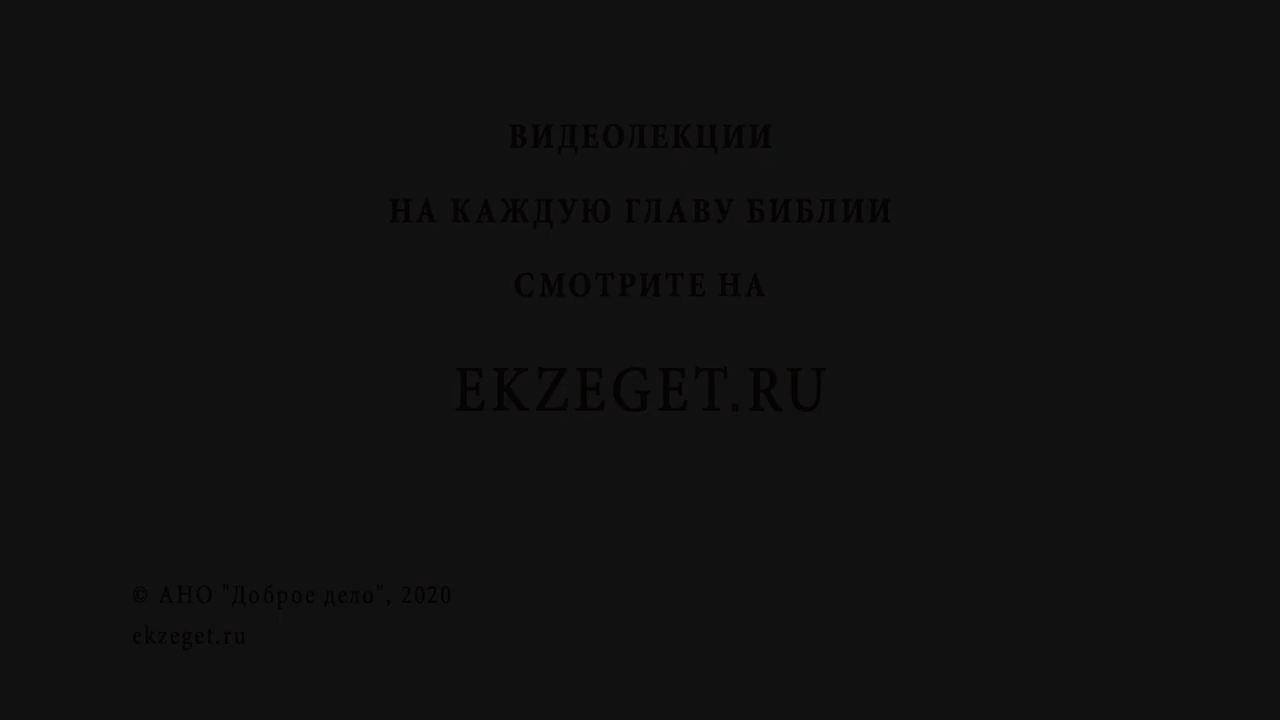 ВИДЕОЛЕКЦИИ
НА КАЖДУЮ ГЛАВУ БИБЛИИ
СМОТРИТЕ НА
EKZEGET.RU
© АНО "Доброе дело", 2020
ekzeget.ru